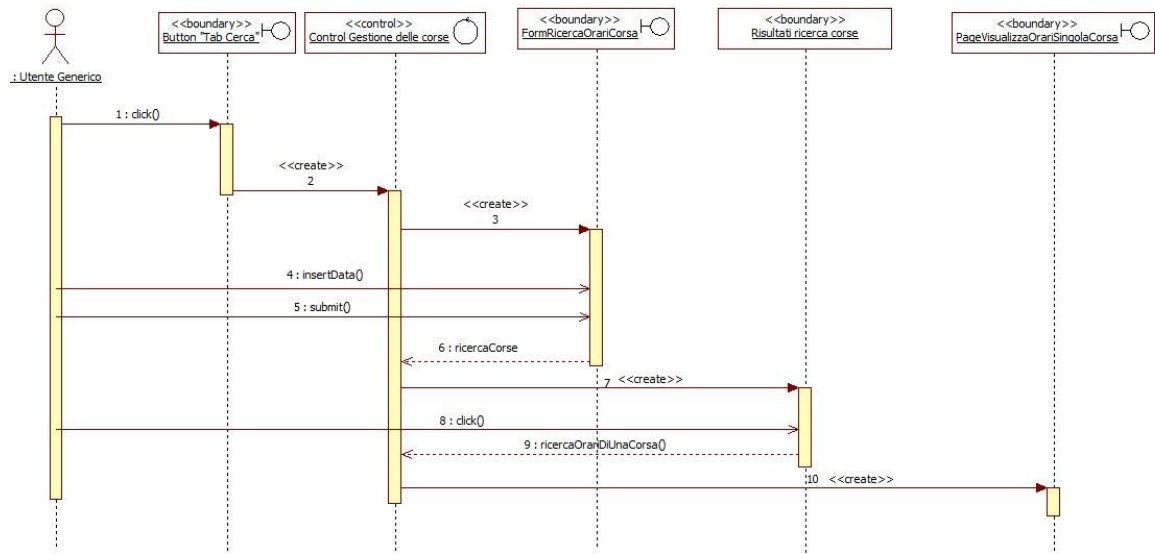 <<boundary>>
Button "Tab Cerca"
<<control>>
Control Gestione delle corse
<<boundary>>
FormRicercaOrariCorsa
<<boundary>>
Risultati ricerca corse
<<boundary>>
PageVisualizzaOrariSingolaCorsa
: Utente Generico
1 : click()
<<create>>
2
<<create>>
3
4 : insertData()
5 : submit()
6 : ricercaCorse
7 <<create>>
8 : click()
9 : ricercaOrariDiUnaCorsa()
10 <<create>>